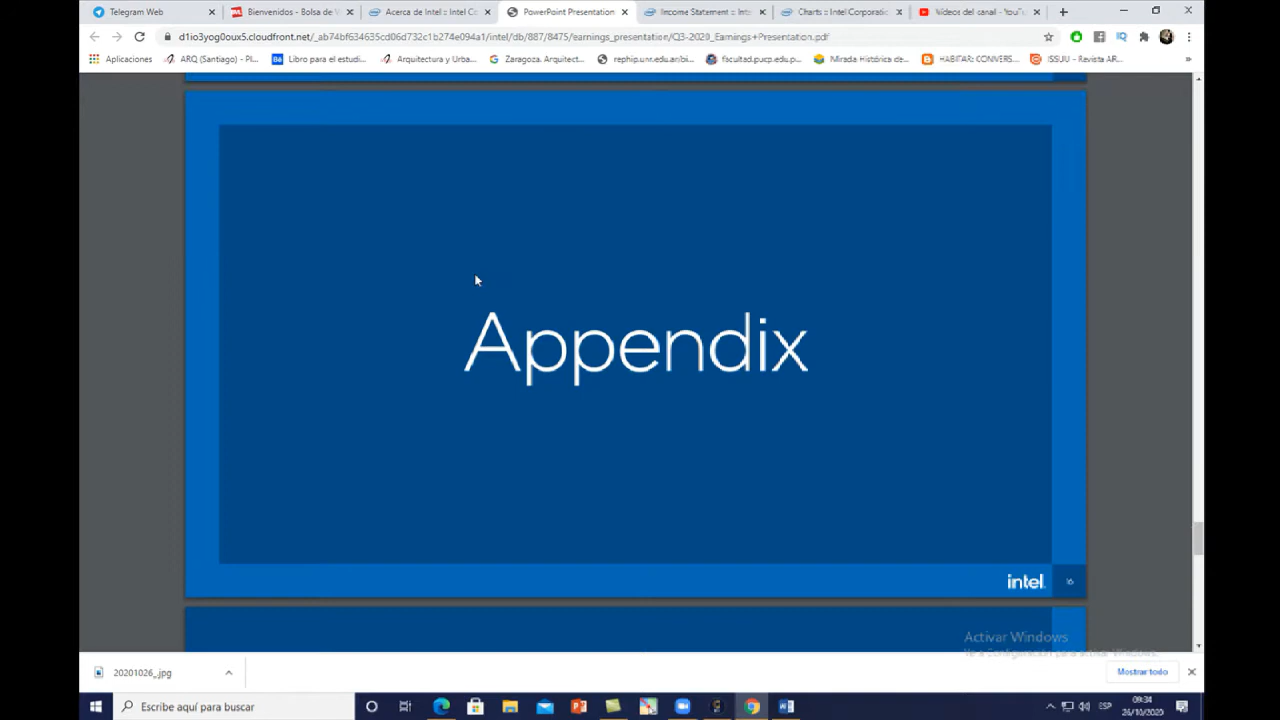 Telegram Web
Bienvenidos - Bolsa de V
Acerca de Intel :: Intel Co
PowerPoint Presentation
Income Statement :: Inte
Charts :: Intel Corporatio
Vídeos del canal - YouTu
d1io3yog0oux5.cloudfront.net/_ab74bf634635cd06d732c1b274e094a1/intel/db/887/8475/earnings_presentation/Q3-2020_Earnings+Presentation.pdf
Aplicaciones
ARQ (Santiago) - Pl...
Libro para el estudi...
Arquitectura y Urba...
Zaragoza. Arquitect...
rephip.unr.edu.ar/bi...
facultad.pucp.edu.p...
Mirada Histórica de...
HABITAR: CONVERS...
ISSUU - Revista AR...
Appendix
intel.
16
Activar Windows
20201026_.jpg
Mostrar todo
Escribe aquí para buscar
ESP
09:34
26/10/2020